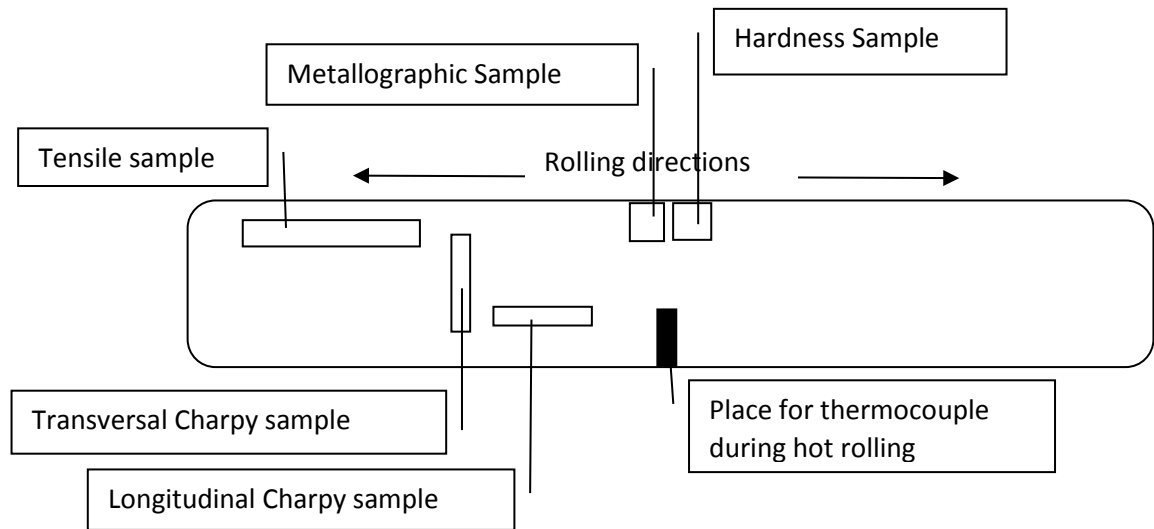 Hardness Sample
Metallographic Sample
Tensile sample
Rolling directions
Transversal Charpy sample
Place for thermocouple
during hot rolling
Longitudinal Charpy sample